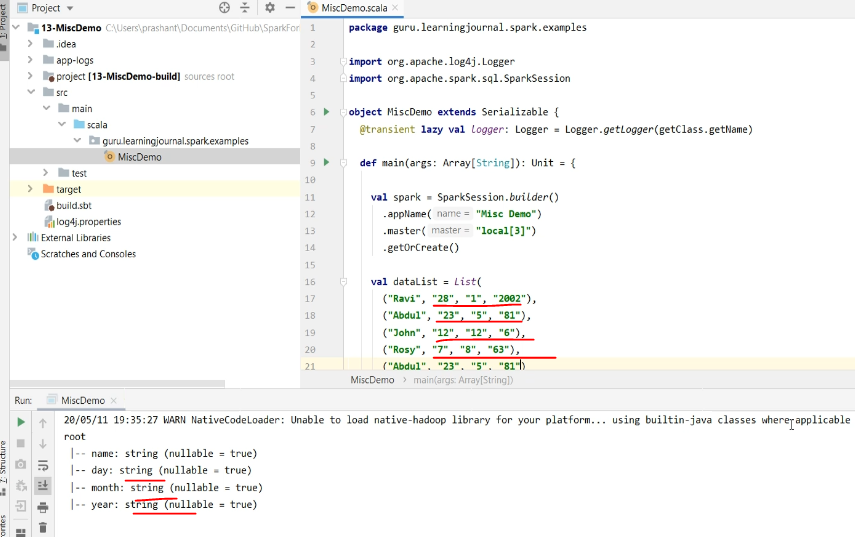 Project
MiscDemo.scala
1: Project
13-MiscDemo C:\Users\prashant\Documents\GitHub\SparkFor
.idea
app-logs
project [13-MiscDemo-build] sources root
src
main
scala
guru.learningjournal.spark.examples
MiscDemo
test
target
build.sbt
log4j.properties
External Libraries
Scratches and Consoles
1 package guru.learningjournal.spark.examples
2
3 import org.apache.log4j.Logger
4 import org.apache.spark.sql.SparkSession
5
6 object MiscDemo extends Serializable {
7 @transient lazy val logger: Logger = Logger.getLogger(getClass.getName)
8
9 def main(args: Array[String]): Unit = {
10
11 val spark = SparkSession.builder()
12 .appName( name = "Misc Demo")
13 .master( master = "local[3]")
14 .getOrCreate()
15
16 val dataList = List(
17 ("Ravi", "28", "1", "2002"),
18 ("Abdul", "23", "5", "81"),
19 ("John", "12", "12", "6"),
20 ("Rosy", "7", "8", "63"),
21 ("Abdul", "23", "5", "81")
MiscDemo > main(args: Array[String])
Run: MiscDemo
20/05/11 19:35:27 WARN NativeCodeLoader: Unable to load native-hadoop library for your platform... using builtin-java classes where applicable
root
|-- name: string (nullable = true)
|-- day: string (nullable = true)
|-- month: string (nullable = true)
|-- year: string (nullable = true)
7: Structure